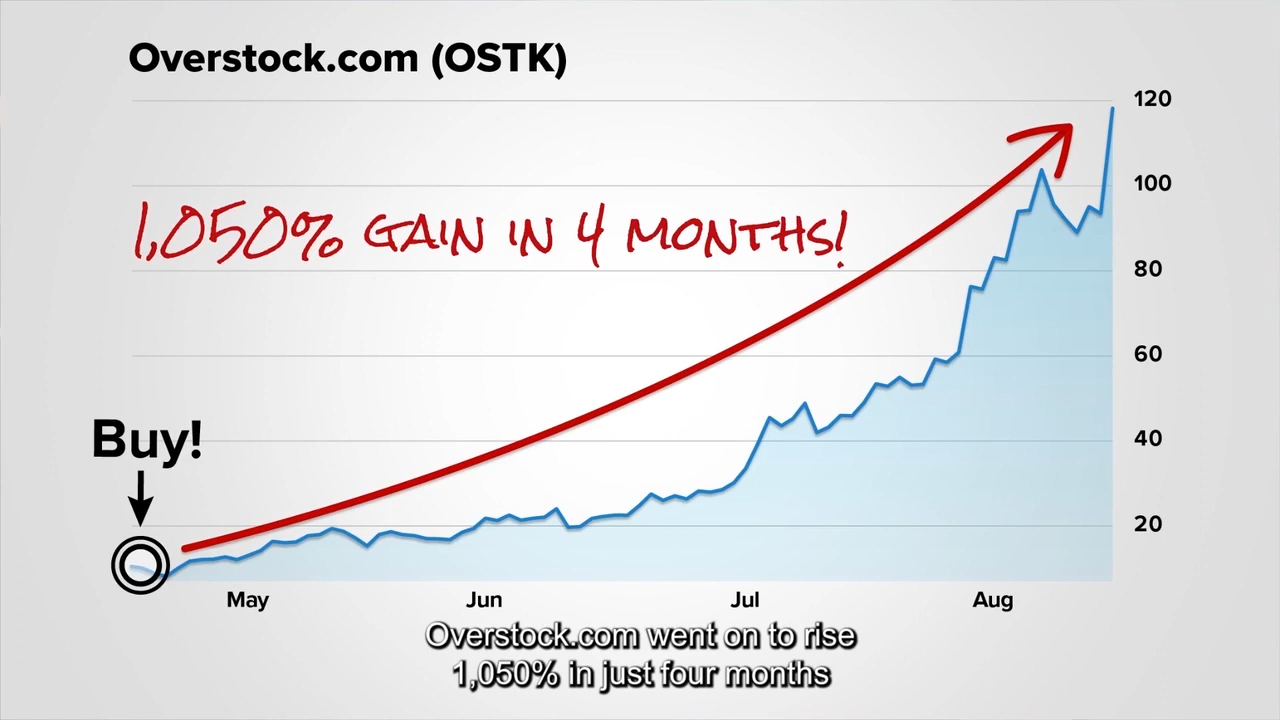 Overstock.com (OSTK)
120
100
1,050% GAIN IN 4 MONTHS!
80
60
Buy!
40
20
May Jun Jul Aug
Overstock.com went on to rise
1,050% in just four months